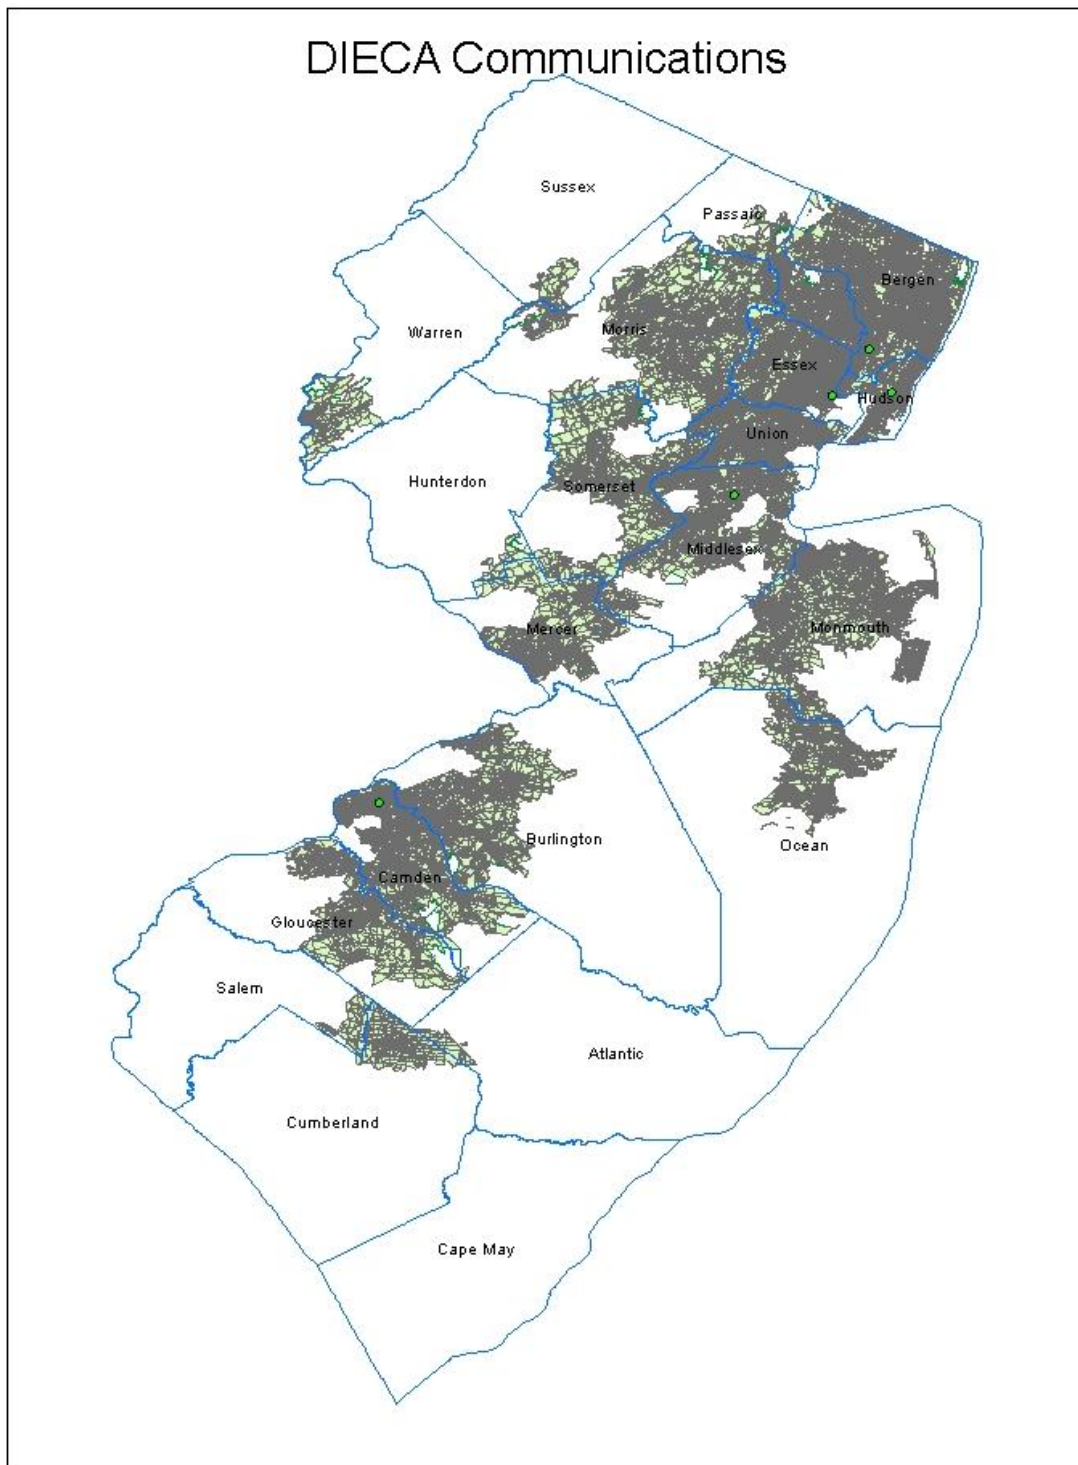 DIECA Communications
Sussex
Passaic
Bergen
Warren
Morris
Essex
Hudson
Union
Hunterdon
Somerset
Middlesex
Mercer
Monmouth
Burlington
Ocean
Camden
Gloucester
Salem
Atlantic
Cumberland
Cape May